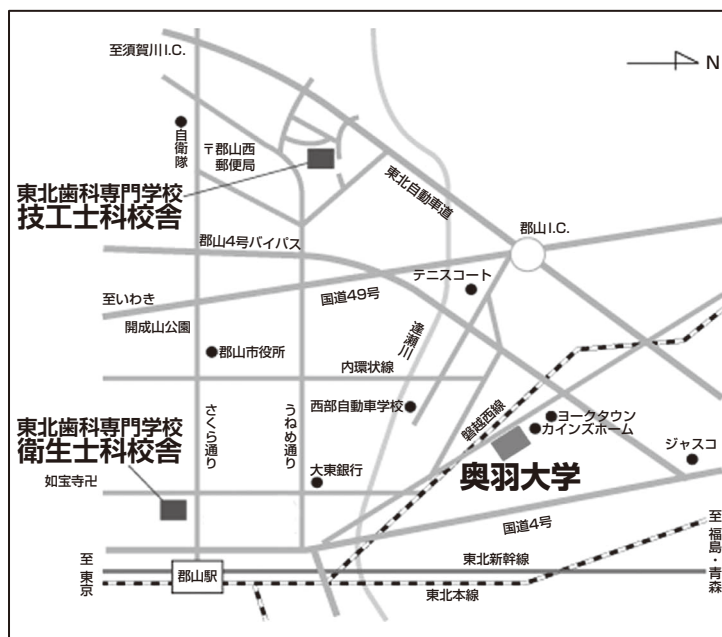 至須賀川I.C.
N
自衛隊
〒郡山西
郵便局
東北歯科専門学校
技工士科校舎
東北自動車道
郡山I.C.
郡山4号バイパス
テニスコート
至いわき
国道49号
開成山公園
逢瀬川
郡山市役所
内環状線
東北歯科専門学校
衛生士科校舎
さくら通り
うねめ通り
西部自動車学校
磐越西線
ヨークタウン
カインズホーム
ジャスコ
如宝寺卍
大東銀行
奥羽大学
国道4号
至東京
郡山駅
東北新幹線
東北本線
至福島・青森